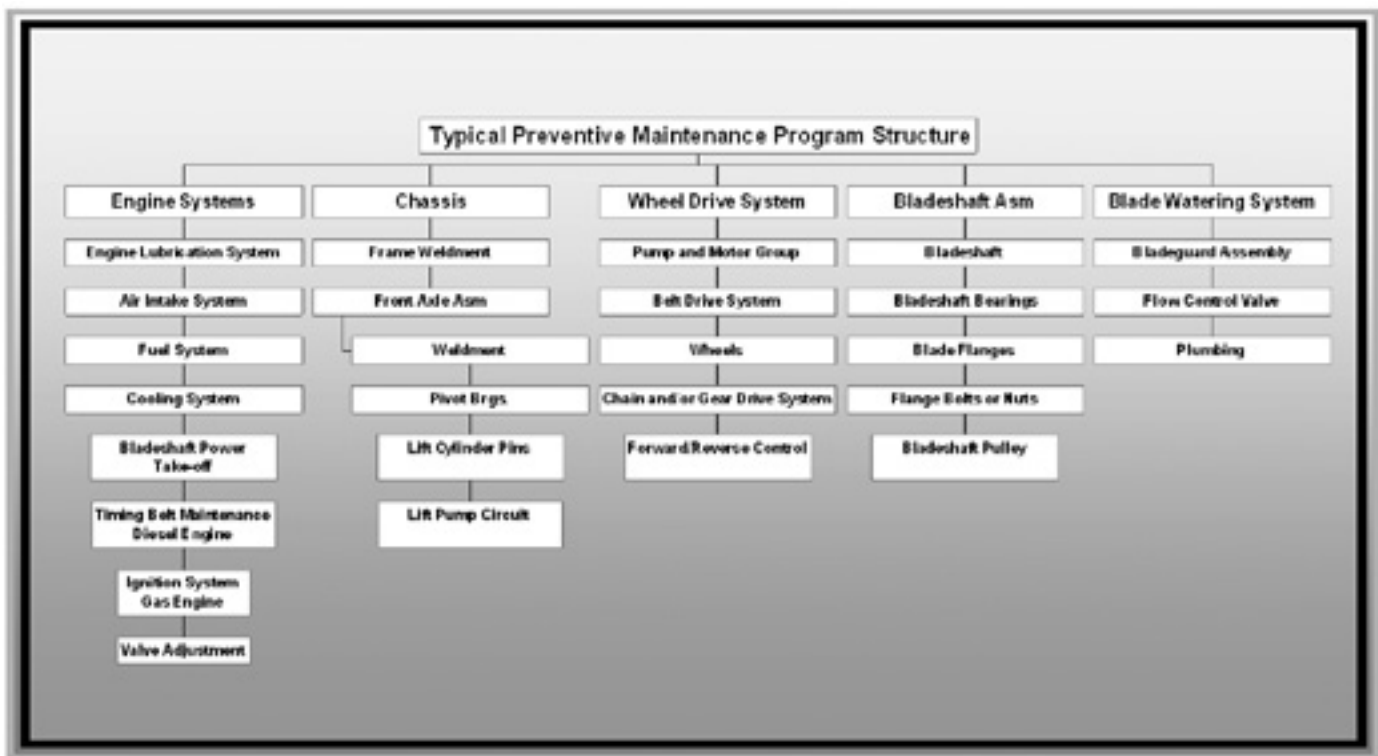 Typical Preventive Maintenance Program Structure
Engine Systems
Engine Lubrication System
Air Intake System
Fuel System
Cooling System
Bladeshaft Power
Take-off
Timing Belt Maintenance
Diesel Engine
Ignition System
Gas Engine
Valve Adjustment
Chassis
Frame Weldment
Front Axle Asm
Weldment
Pivot Brgs.
Lift Cylinder Pins
Lift Pump Circuit
Wheel Drive System
Pump and Motor Group
Belt Drive System
Wheels
Chain and/or Gear Drive System
Forward/Reverse Control
Bladeshaft Asm
Bladeshaft
Bladeshaft Bearings
Blade Flanges
Flange Bolts or Nuts
Bladeshaft Pulley
Blade Watering System
Bladeguard Assembly
Flow Control Valve
Plumbing